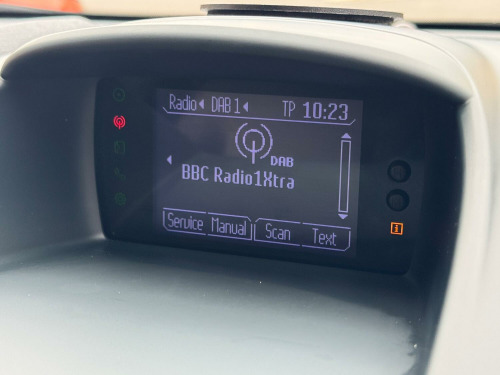 Radio DAB 1 TP 10:23
DAB
BBC Radio1Xtra
Service Manual Scan Text